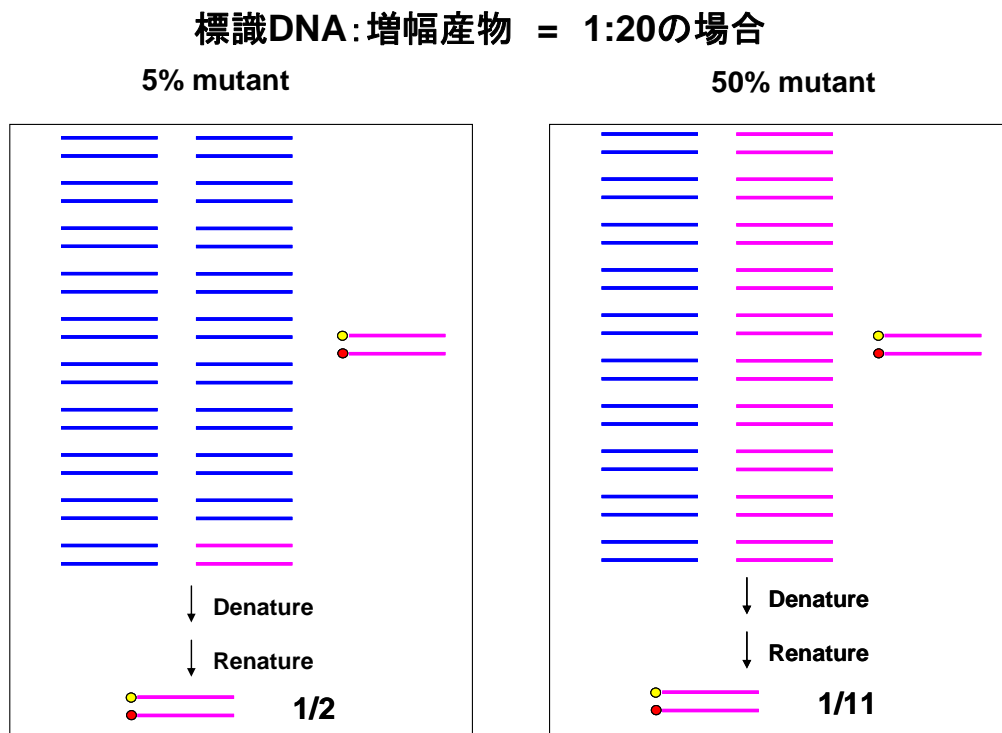 標識DNA:増幅産物 = 1:20の場合
5% mutant
50% mutant
Denature
Renature
1/2
Denature
Renature
1/11